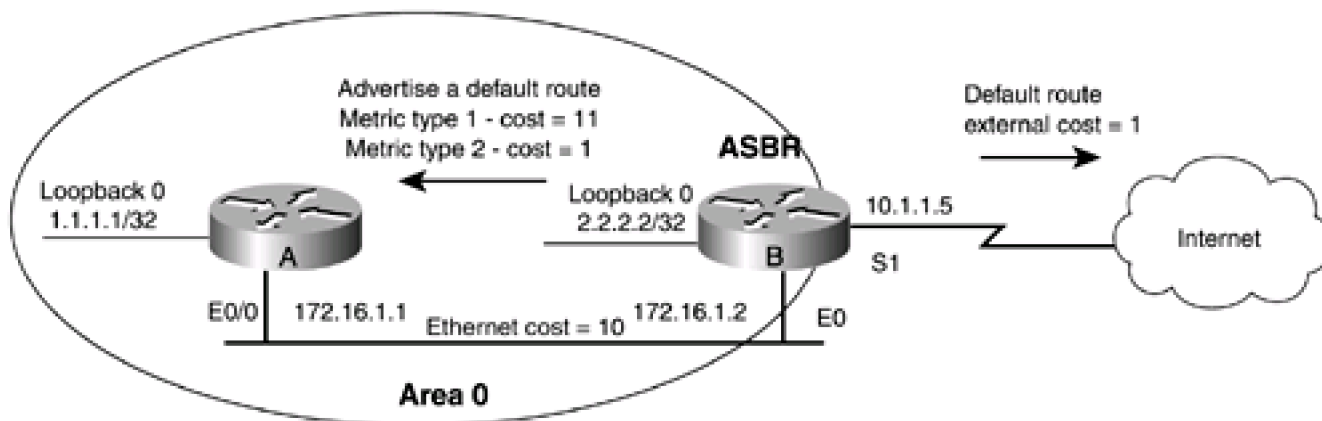 Advertise a default route
Metric type 1 - cost = 11
Metric type 2 - cost = 1
Default route
external cost = 1
ASBR
Loopback 0
1.1.1.1/32
Loopback 0
2.2.2.2/32
10.1.1.5
Internet
A
B
S1
E0/0
172.16.1.1
Ethernet cost = 10
172.16.1.2
E0
Area 0